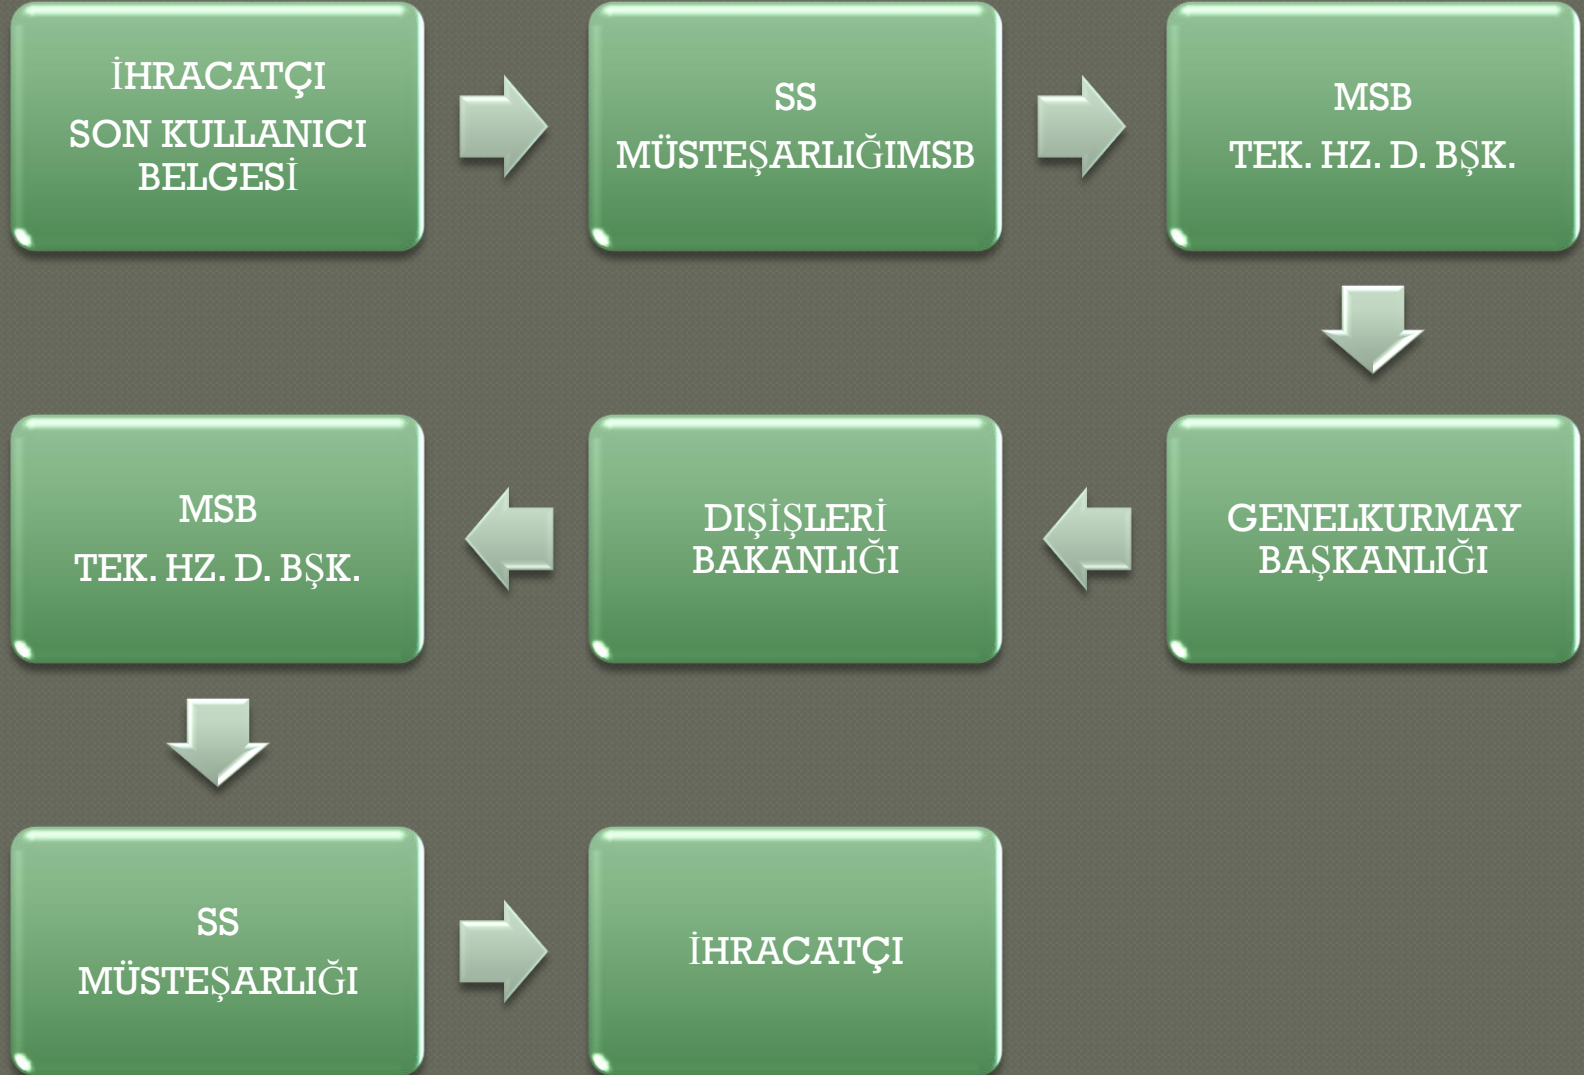 İHRACATÇI
SON KULLANICI
BELGESİ
SS
MÜSTEŞARLIĞIMSB
MSB
TEK. HZ. D. BŞK.
GENELKURMAY
BAŞKANLIĞI
DIŞİŞLERİ
BAKANLIĞI
MSB
TEK. HZ. D. BŞK.
SS
MÜSTEŞARLIĞI
İHRACATÇI